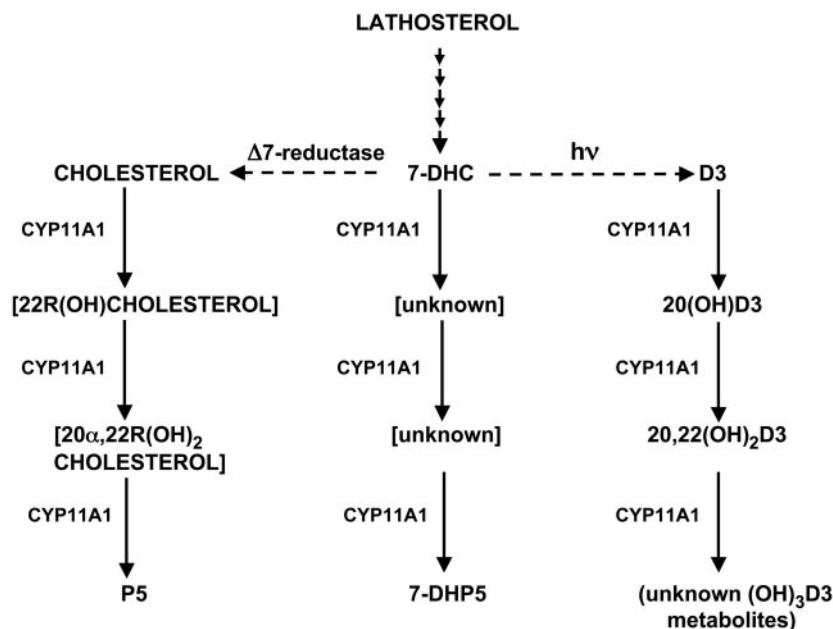 LATHOSTEROL
Δ7-reductase
hν
CHOLESTEROL
7-DHC
D3
CYP11A1
CYP11A1
CYP11A1
[22R(OH)CHOLESTEROL]
[unknown]
20(OH)D3
CYP11A1
CYP11A1
CYP11A1
[20α,22R(OH)₂
CHOLESTEROL]
[unknown]
20,22(OH)₂D3
CYP11A1
CYP11A1
CYP11A1
P5
7-DHP5
(unknown (OH)₃D3
metabolites)